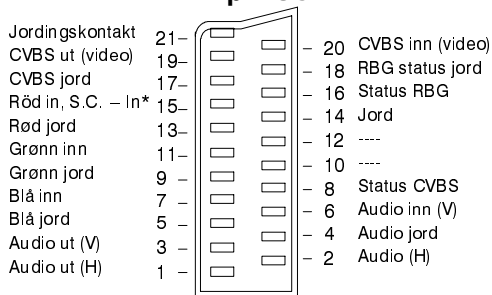 Jordingskontakt 21
CVBS ut (video) 19
CVBS jord 17
Röd in, S.C. – In* 15
Rød jord 13
Grønn inn 11
Grønn jord 9
Blå inn 7
Blå jord 5
Audio ut (V) 3
Audio ut (H) 1
20 CVBS inn (video)
18 RBG status jord
16 Status RBG
14 Jord
12 ----
10 ----
8 Status CVBS
6 Audio inn (V)
4 Audio jord
2 Audio (H)